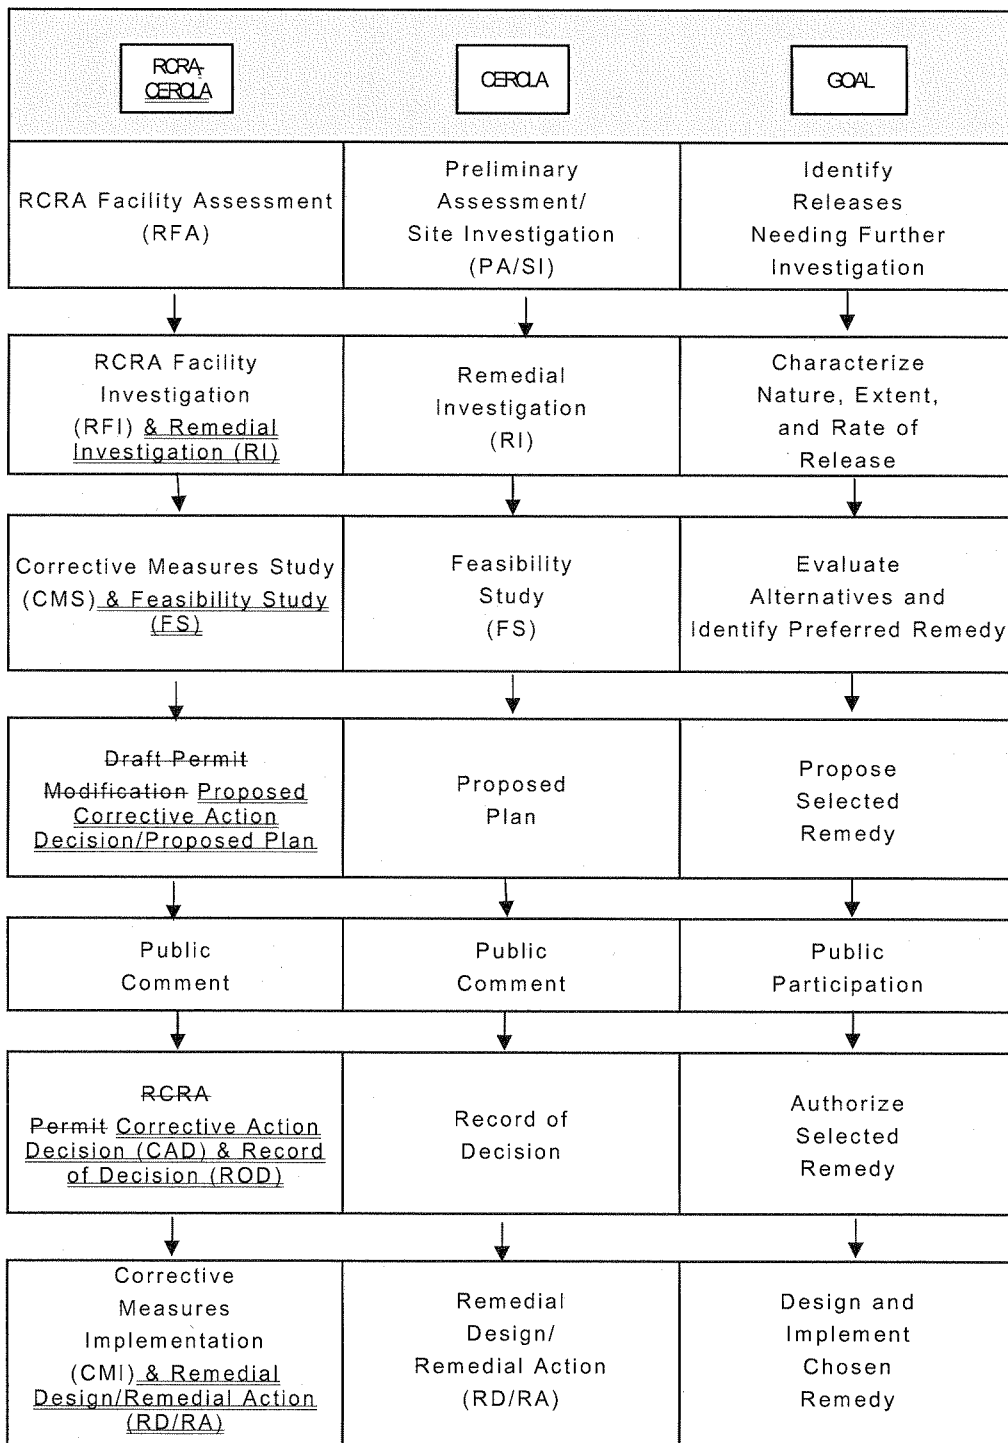 RCRA-
CERCLA
CERCLA
GOAL
RCRA Facility Assessment
(RFA)
Preliminary
Assessment/
Site Investigation
(PA/SI)
Identify
Releases
Needing Further
Investigation
RCRA Facility
Investigation
(RFI) & Remedial
Investigation (RI)
Remedial
Investigation
(RI)
Characterize
Nature, Extent,
and Rate of
Release
Corrective Measures Study
(CMS) & Feasibility Study
(FS)
Feasibility
Study
(FS)
Evaluate
Alternatives and
Identify Preferred Remedy
Draft Permit
Modification Proposed
Corrective Action
Decision/Proposed Plan
Proposed
Plan
Propose
Selected
Remedy
Public
Comment
Public
Comment
Public
Participation
RCRA
Permit Corrective Action
Decision (CAD) & Record
of Decision (ROD)
Record of
Decision
Authorize
Selected
Remedy
Corrective
Measures
Implementation
(CMI) & Remedial
Design/Remedial Action
(RD/RA)
Remedial
Design/
Remedial Action
(RD/RA)
Design and
Implement
Chosen
Remedy